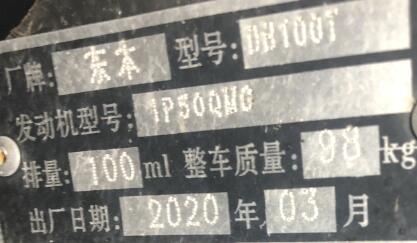 厂牌: 东本 型号: DB100T
发动机型号: 1P50QMG
排量: 100 ml 整车质量: 98 kg
出厂日期: 2020 年 03 月